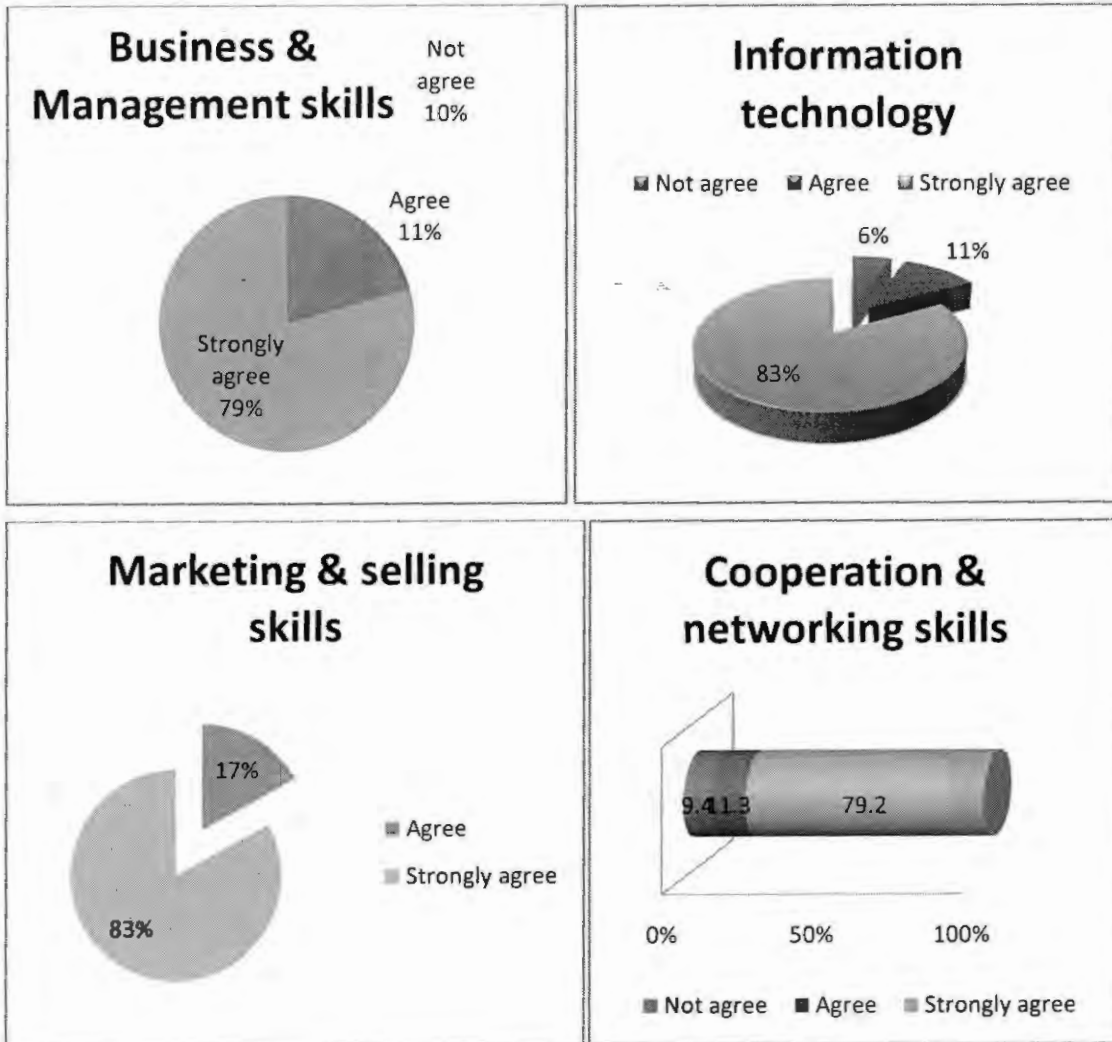 Business &
Management skills
Not
agree
10%
Agree
11%
Strongly
agree
79%
Information
technology
Not agree Agree Strongly agree
6%
11%
83%
Marketing & selling
skills
17%
Agree
Strongly agree
83%
Cooperation &
networking skills
9.4 11.3 79.2
0% 50% 100%
Not agree Agree Strongly agree